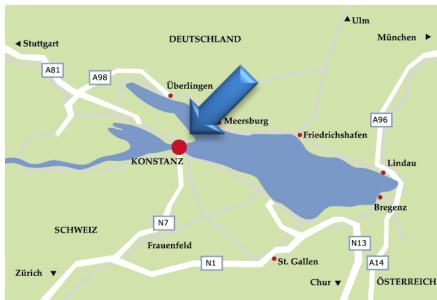 Ulm
DEUTSCHLAND
München
Stuttgart
A81
A98
Überlingen
A96
Meersburg
Friedrichshafen
KONSTANZ
Lindau
Bregenz
N7
SCHWEIZ
Frauenfeld
N13
N1
St. Gallen
A14
Zürich
Chur
ÖSTERREICH